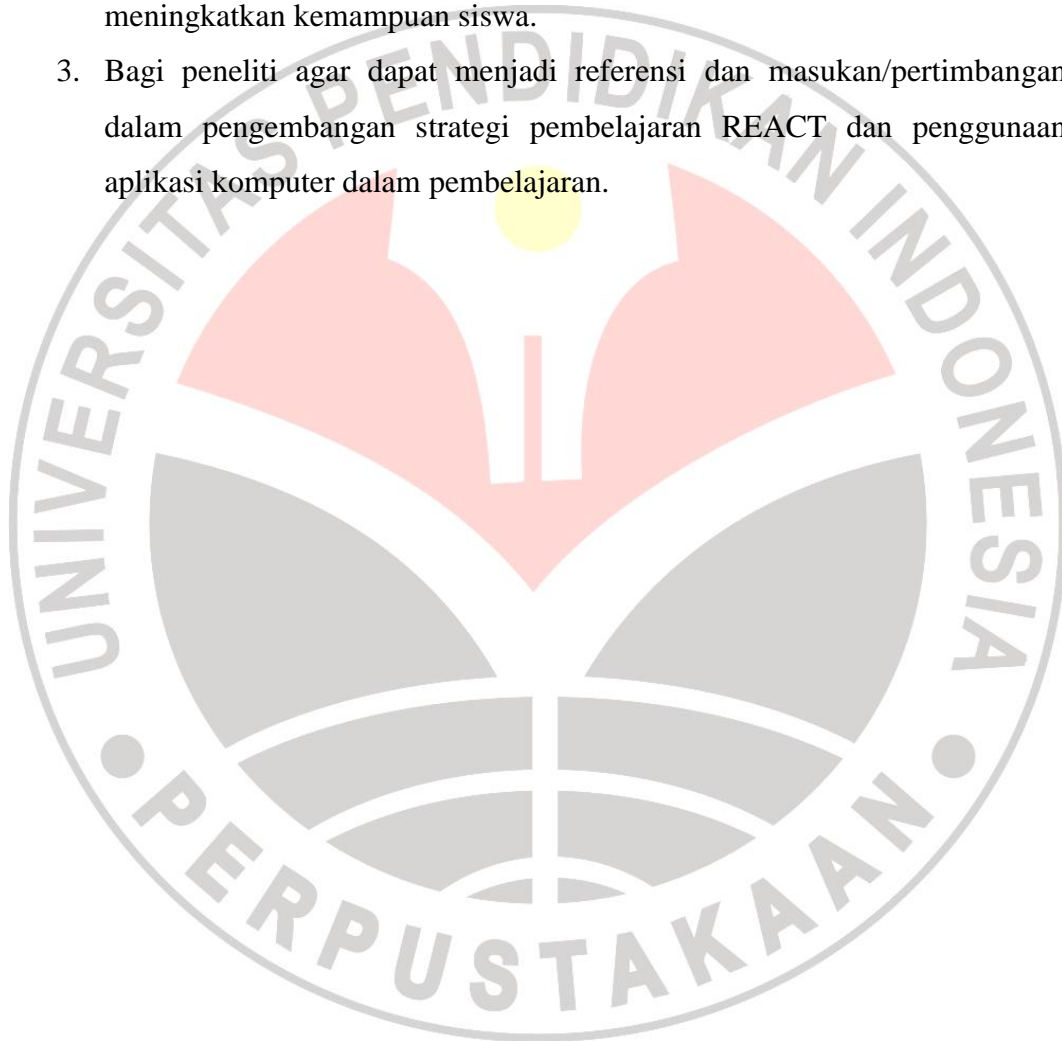 meningkatkan kemampuan siswa.
3. Bagi peneliti agar dapat menjadi referensi dan masukan/pertimbangan
dalam pengembangan strategi pembelajaran REACT dan penggunaan
aplikasi komputer dalam pembelajaran.
UNIVERSITAS PENDIDIKAN INDONESIA
PERPUSTAKAAN